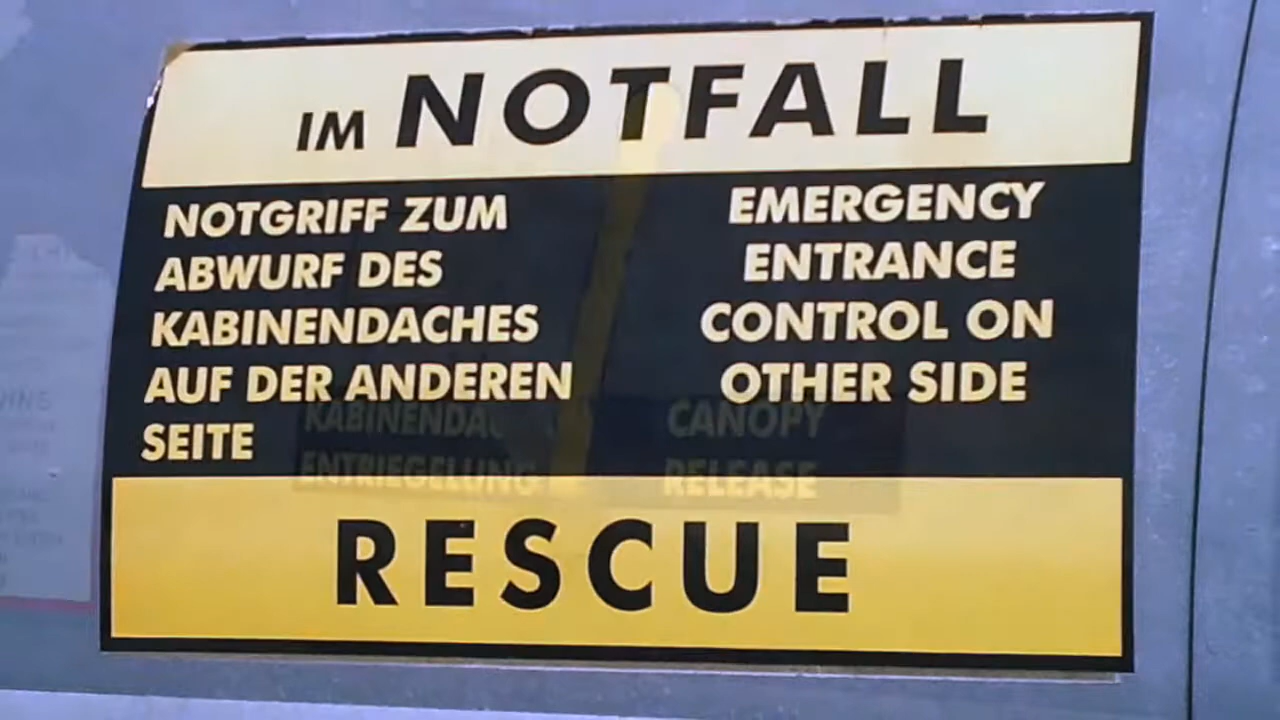 IM NOTFALL
NOTGRIFF ZUM
ABWURF DES
KABINENDACHES
AUF DER ANDEREN
SEITE
EMERGENCY
ENTRANCE
CONTROL ON
OTHER SIDE
CANOPY
ENTRIEGELUNG
RELEASE
RESCUE